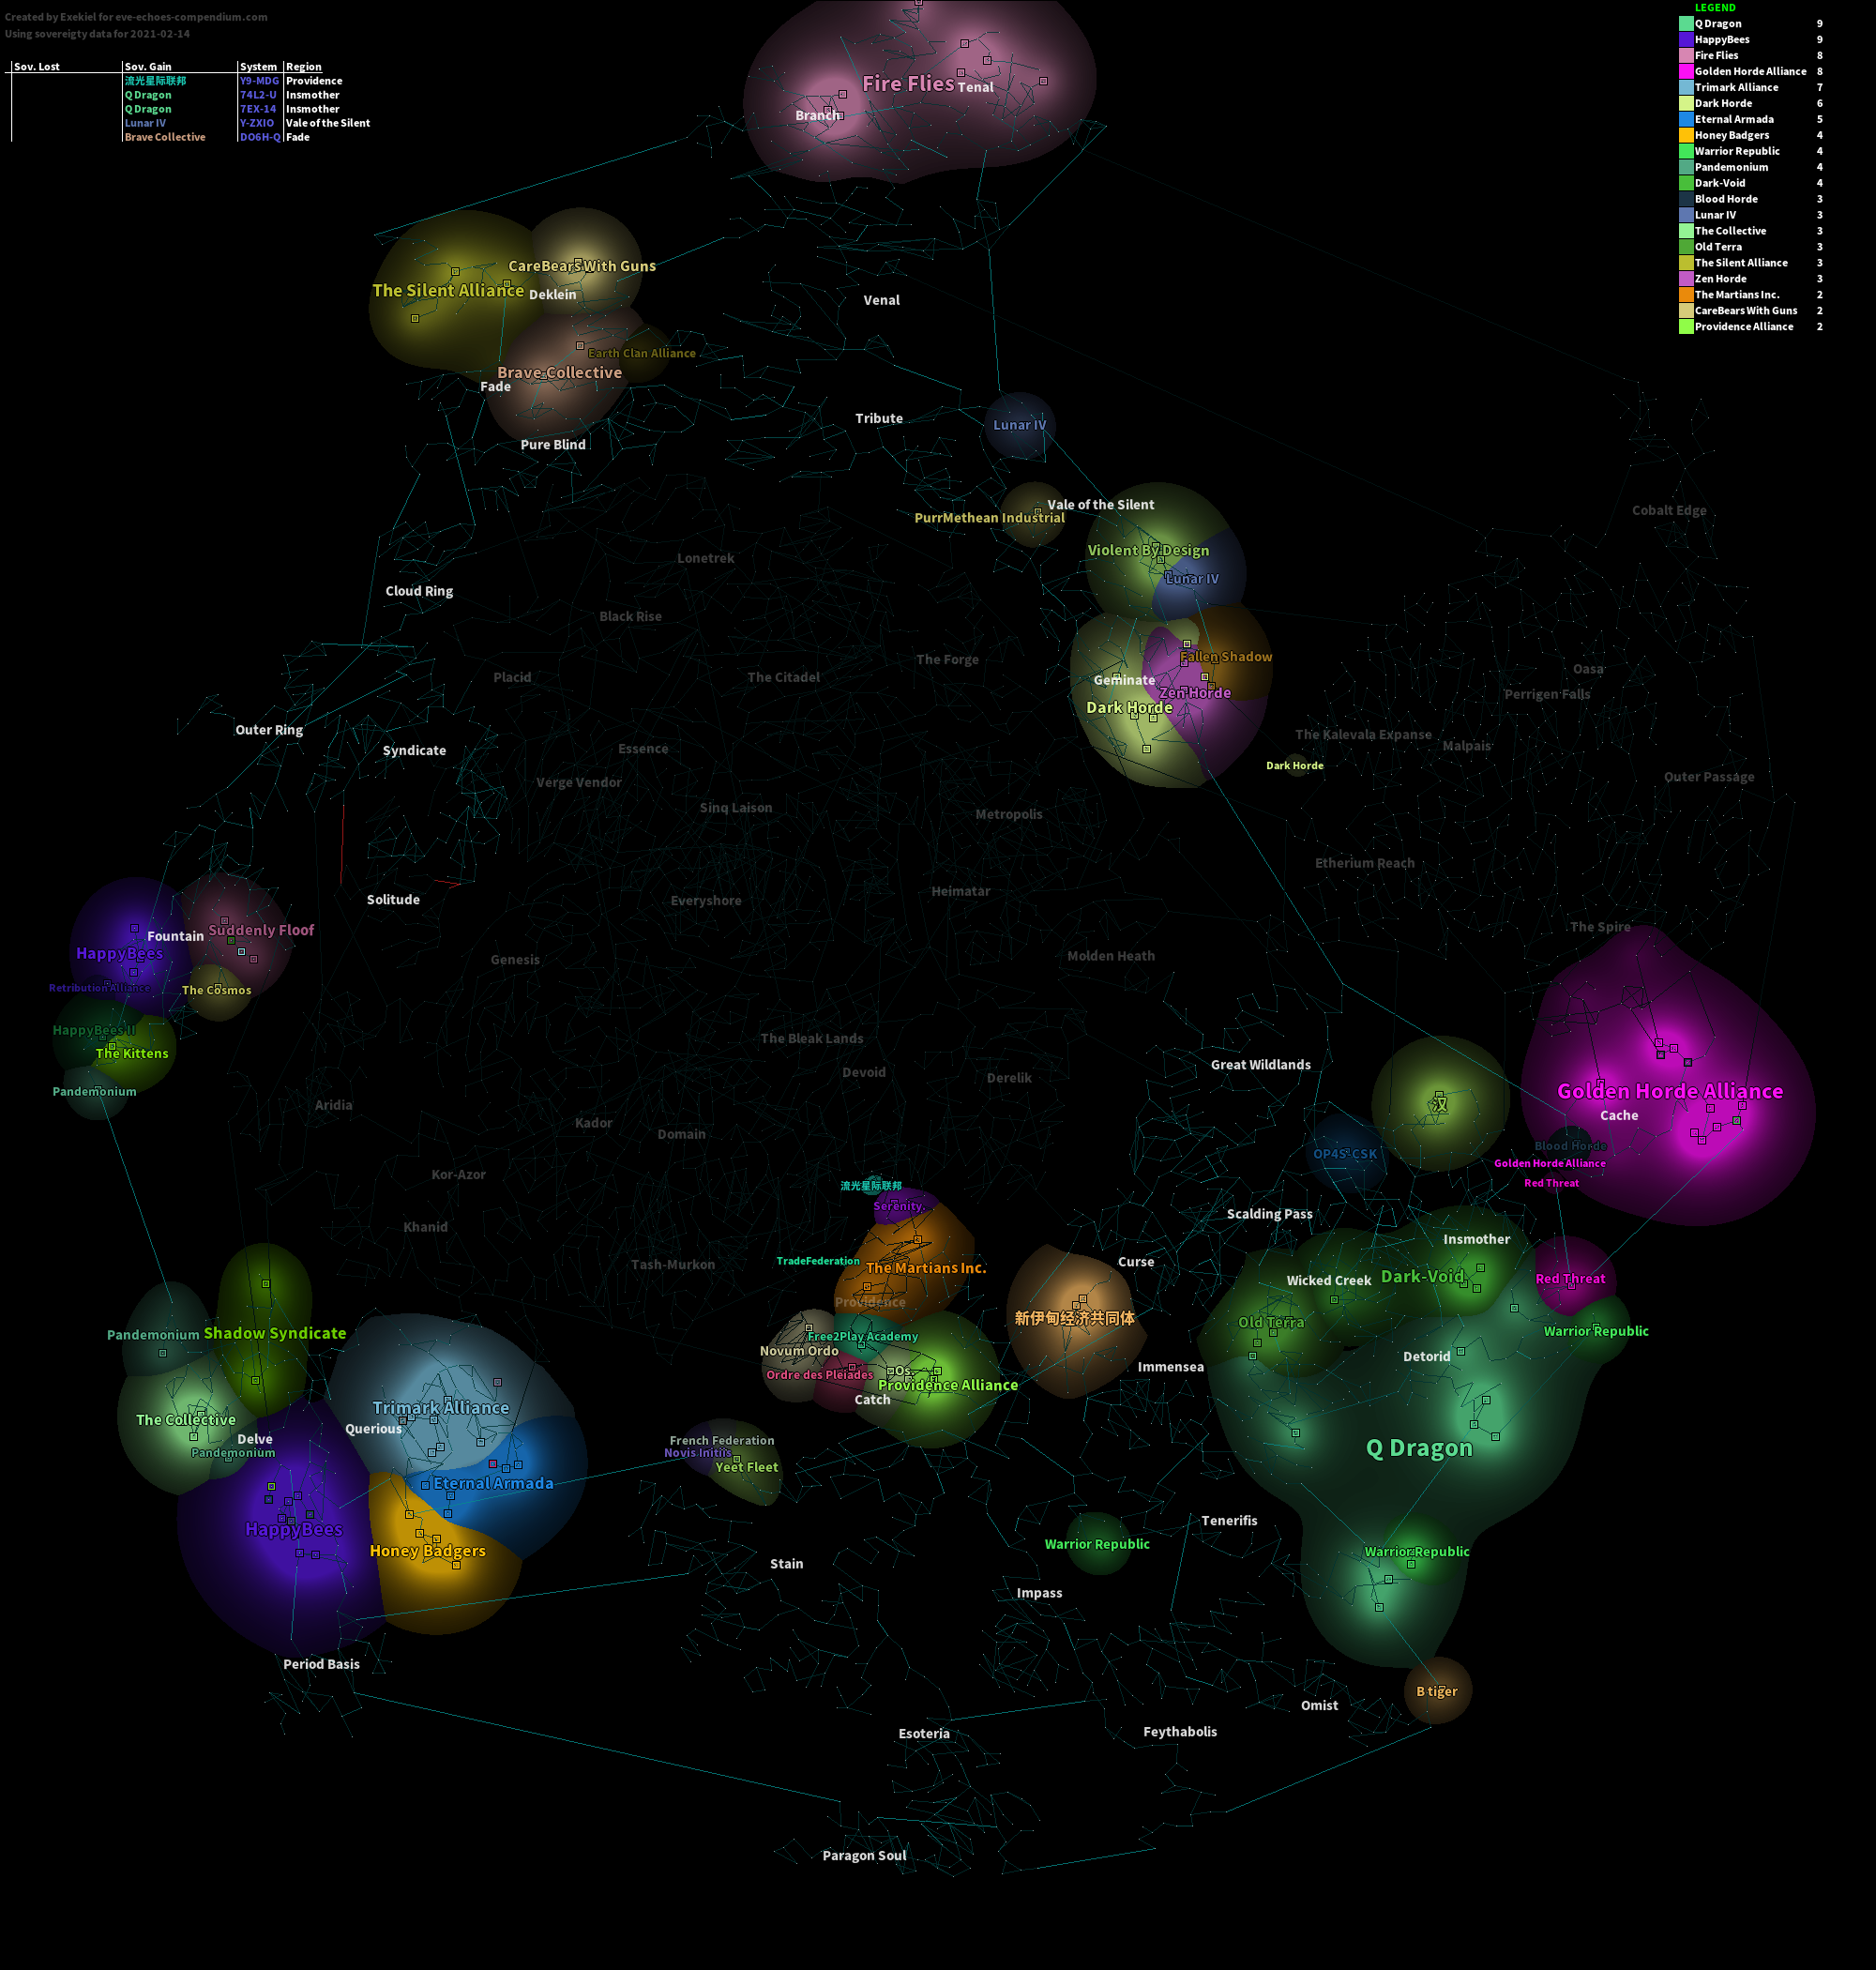 Created by Exekiel for eve-echoes-compendium.com
Using sovereigty data for 2021-02-14
Sov. Lost Sov. Gain System Region
流光星际联邦 Y9-MDG Providence
Q Dragon 74L2-U Insmother
Q Dragon 7EX-14 Insmother
Lunar IV Y-ZXIO Vale of the Silent
Brave Collective DO6H-Q Fade
LEGEND
Q Dragon 9
HappyBees 9
Fire Flies 8
Golden Horde Alliance 8
Trimark Alliance 7
Dark Horde 6
Eternal Armada 5
Honey Badgers 4
Warrior Republic 4
Pandemonium 4
Dark-Void 4
Blood Horde 3
Lunar IV 3
The Collective 3
Old Terra 3
The Silent Alliance 3
Zen Horde 3
The Martians Inc. 2
CareBears With Guns 2
Providence Alliance 2
Fire Flies
Tenal
Branch
CareBears With Guns
The Silent Alliance
Deklein
Venal
Earth Clan Alliance
Brave Collective
Fade
Tribute
Lunar IV
Pure Blind
Vale of the Silent
PurrMethean Industrial
Cobalt Edge
Violent By Design
Lonetrek
Lunar IV
Cloud Ring
Black Rise
The Forge
Fallen Shadow
Oasa
Placid
The Citadel
Geminate
Zen Horde
Perrigen Falls
Dark Horde
Outer Ring
Syndicate
Essence
The Kalevala Expanse
Malpais
Dark Horde
Outer Passage
Verge Vendor
Sinq Laison
Metropolis
Etherium Reach
Solitude
Everyshore
Heimatar
The Spire
Suddenly Floof
Fountain
HappyBees
Genesis
Molden Heath
Retribution Alliance
The Cosmos
HappyBees II
The Kittens
The Bleak Lands
Great Wildlands
Devoid
Derelik
Pandemonium
Golden Horde Alliance
汉
Cache
Aridia
Kador
Domain
Blood Horde
OP4S-CSK
Golden Horde Alliance
Kor-Azor
Red Threat
流光星际联邦
Serenity.
Scalding Pass
Khanid
Insmother
Tash-Murkon
TradeFederation
The Martians Inc.
Curse
Wicked Creek
Dark-Void
Red Threat
Providence
新伊甸经济共同体
Old Terra
Pandemonium
Shadow Syndicate
Free2Play Academy
Warrior Republic
Novum Ordo
Detorid
Ordre des Pleiades
Os.
Immensea
Providence Alliance
Catch
Trimark Alliance
The Collective
Querious
Delve
Pandemonium
French Federation
Novis Initiis
Yeet Fleet
Q Dragon
Eternal Armada
HappyBees
Honey Badgers
Tenerifis
Warrior Republic
Warrior Republic
Stain
Impass
Period Basis
B tiger
Omist
Esoteria
Feythabolis
Paragon Soul